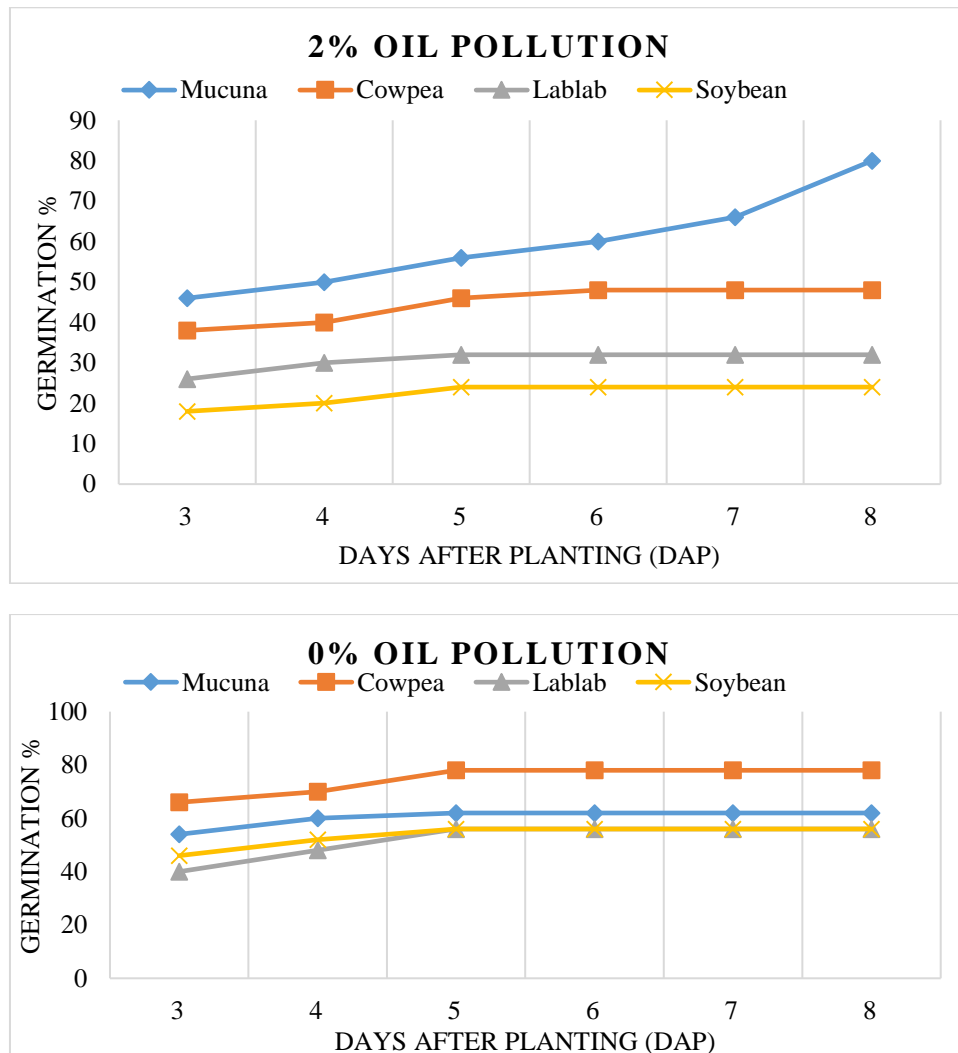 2% OIL POLLUTION
Mucuna Cowpea Lablab Soybean
90
80
70
60
50
40
30
20
10
0
GERMINATION %
3 4 5 6 7 8
DAYS AFTER PLANTING (DAP)
0% OIL POLLUTION
Mucuna Cowpea Lablab Soybean
100
80
60
40
20
0
GERMINATION %
3 4 5 6 7 8
DAYS AFTER PLANTING (DAP)